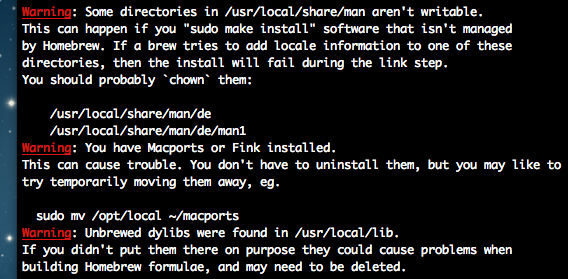 Warning: Some directories in /usr/local/share/man aren't writable.
This can happen if you "sudo make install" software that isn't managed
by Homebrew. If a brew tries to add locale information to one of these
directories, then the install will fail during the link step.
You should probably `chown` them:
/usr/local/share/man/de
/usr/local/share/man/de/man1
Warning: You have Macports or Fink installed.
This can cause trouble. You don't have to uninstall them, but you may like to
try temporarily moving them away, eg.
sudo mv /opt/local ~/macports
Warning: Unbrewed dylibs were found in /usr/local/lib.
If you didn't put them there on purpose they could cause problems when
building Homebrew formulae, and may need to be deleted.